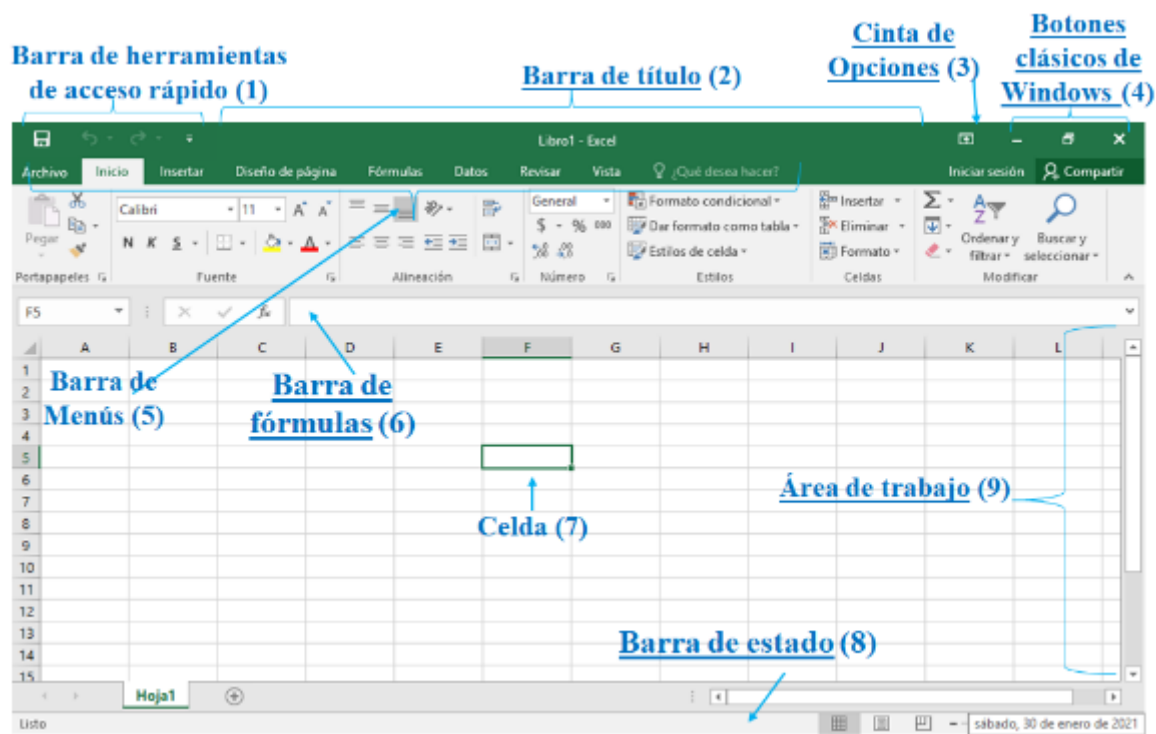 Barra de herramientas
de acceso rápido (1)
Barra de título (2)
Cinta de
Opciones (3)
Botones
clásicos de
Windows (4)
Libro1 - Excel
Archivo Inicio Insertar Diseño de página Fórmulas Datos Revisar Vista ¿Qué desea hacer? Iniciar sesión Compartir
Pegar
Calibri 11
N K S
General
$ % 000
Formato condicional
Dar formato como tabla
Estilos de celda
Insertar
Eliminar
Formato
Ordenar y
filtrar
Buscar y
seleccionar
Portapapeles Fuente Alineación Número Estilos Celdas Modificar
F5 fx
A B C D E F G H I J K L
1
2
3
4
5
6
7
8
9
10
11
12
13
14
15
Barra de
Menús (5)
Barra de
fórmulas (6)
Celda (7)
Área de trabajo (9)
Barra de estado (8)
Hoja1
Listo
sábado, 30 de enero de 2021